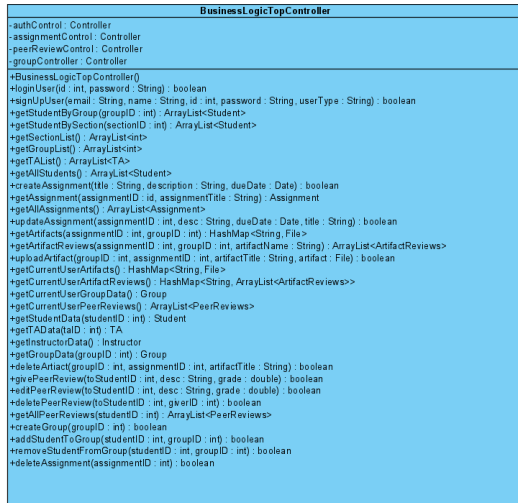 BusinessLogicTopController
-authControl : Controller
-assignmentControl : Controller
-peerReviewControl : Controller
-groupController : Controller
+BusinessLogicTopController()
+loginUser(id : int, password : String) : boolean
+signUpUser(email : String, name : String, id : int, password : String, userType : String) : boolean
+getStudentByGroup(groupID : int) : ArrayList<Student>
+getStudentBySection(sectionID : int) : ArrayList<Student>
+getSectionList() : ArrayList<int>
+getGroupList() : ArrayList<int>
+getTAList() : ArrayList<TA>
+getAllStudents() : ArrayList<Student>
+createAssignment(title : String, description : String, dueDate : Date) : boolean
+getAssignment(assignmentID : id, assignmentTitle : String) : Assignment
+getAllAssignments() : ArrayList<Assignment>
+updateAssignment(assignmentID : int, desc : String, dueDate : Date, title : String) : boolean
+getArtifacts(assignmentID : int, groupID : int) : HashMap<String, File>
+getArtifactReviews(assignmentID : int, groupID : int, artifactName : String) : ArrayList<ArtifactReviews>
+uploadArtifact(groupID : int, assignmentID : int, artifactTitle : String, artifact : File) : boolean
+getCurrentUserArtifacts() : HashMap<String, File>
+getCurrentUserArtifactReviews() : HashMap<String, ArrayList<ArtifactReviews>>
+getCurrentUserGroupData() : Group
+getCurrentUserPeerReviews() : ArrayList<PeerReviews>
+getStudentData(studentID : int) : Student
+getTAData(taID : int) : TA
+getInstructorData() : Instructor
+getGroupData(groupID : int) : Group
+deleteArtiact(groupID : int, assignmentID : int, artifactTitle : String) : boolean
+givePeerReview(toStudentID : int, desc : String, grade : double) : boolean
+editPeerReview(toStudentID : int, desc : String, grade : double) : boolean
+deletePeerReview(toStudentID : int, giverID : int) : boolean
+getAllPeerReviews(studentID : int) : ArrayList<PeerReviews>
+createGroup(groupID : int) : boolean
+addStudentToGroup(studentID : int, groupID : int) : boolean
+removeStudentFromGroup(studentID : int, groupID : int) : boolean
+deleteAssignment(assignmentID : int) : boolean